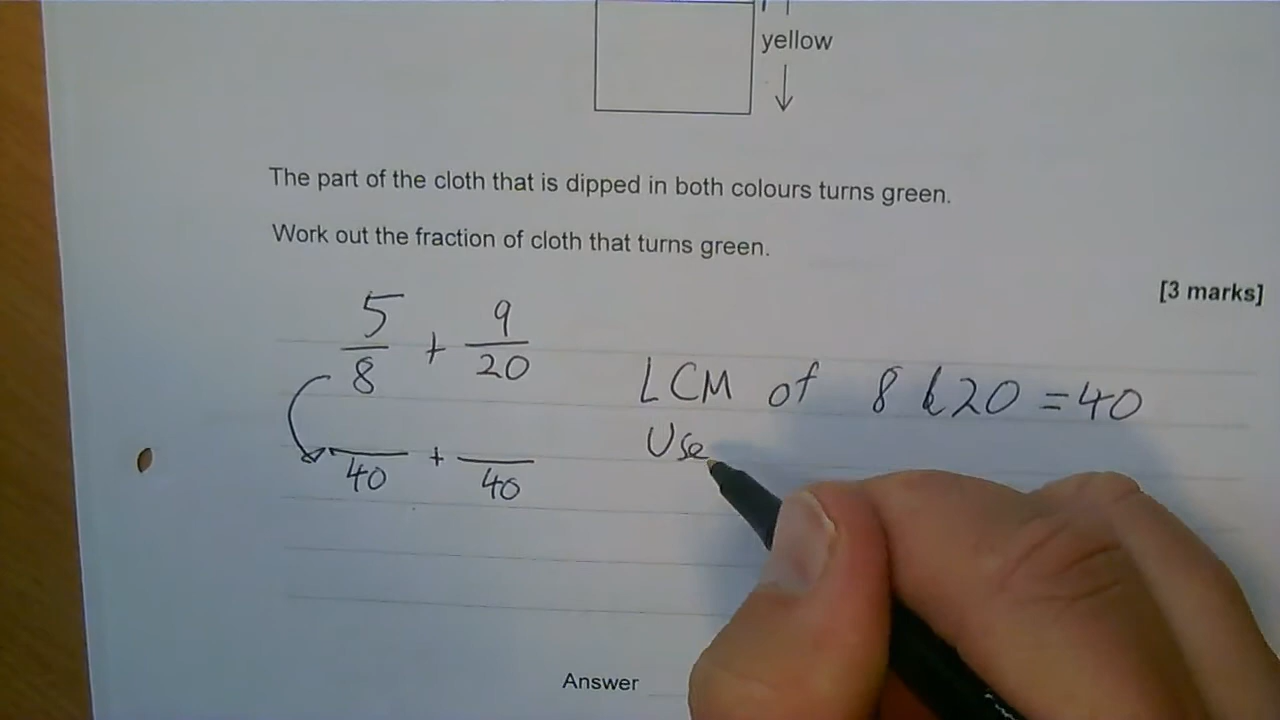 yellow
The part of the cloth that is dipped in both colours turns green.
Work out the fraction of cloth that turns green.
[3 marks]
5/8 + 9/20
LCM of 8 & 20 = 40
/40 + /40
Use
Answer